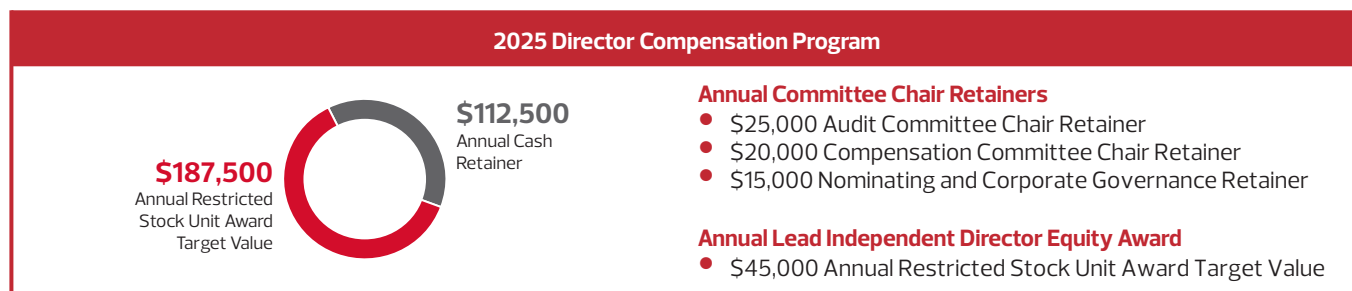 2025 Director Compensation Program
$112,500
Annual Cash
Retainer
$187,500
Annual Restricted
Stock Unit Award
Target Value
Annual Committee Chair Retainers
• $25,000 Audit Committee Chair Retainer
• $20,000 Compensation Committee Chair Retainer
• $15,000 Nominating and Corporate Governance Retainer
Annual Lead Independent Director Equity Award
• $45,000 Annual Restricted Stock Unit Award Target Value